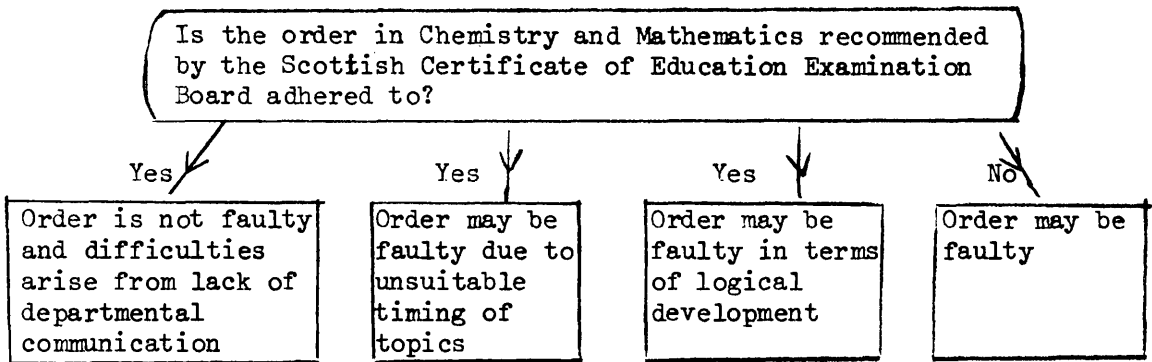 Is the order in Chemistry and Mathematics recommended
by the Scottish Certificate of Education Examination
Board adhered to?
Yes
Yes
Yes
No
Order is not faulty
and difficulties
arise from lack of
departmental
communication
Order may be
faulty due to
unsuitable
timing of
topics
Order may be
faulty in terms
of logical
development
Order may be
faulty